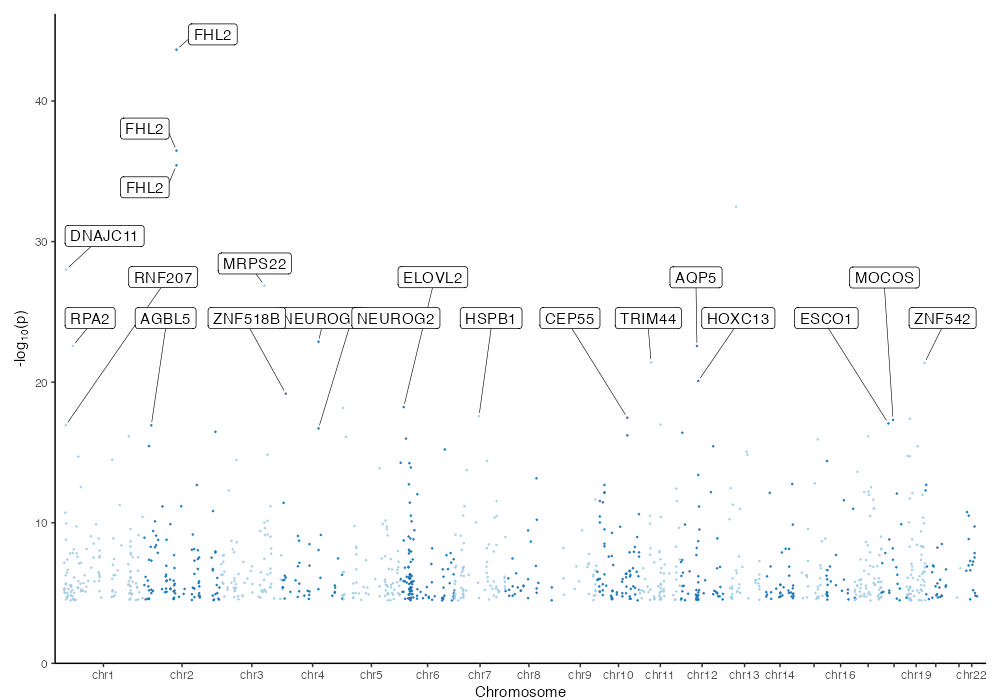 FHL2
40
FHL2
FHL2
DNAJC11
30
MRPS22
RNF207
ELOVL2
AQP5
MOCOS
RPA2 AGBL5 ZNF518B NEUROG NEUROG2 HSPB1 CEP55 TRIM44 HOXC13 ESCO1 ZNF542
-log10(p)
20
10
0
chr1 chr2 chr3 chr4 chr5 chr6 chr7 chr8 chr9 chr10 chr11 chr12 chr13 chr14 chr16 chr19 chr22
Chromosome